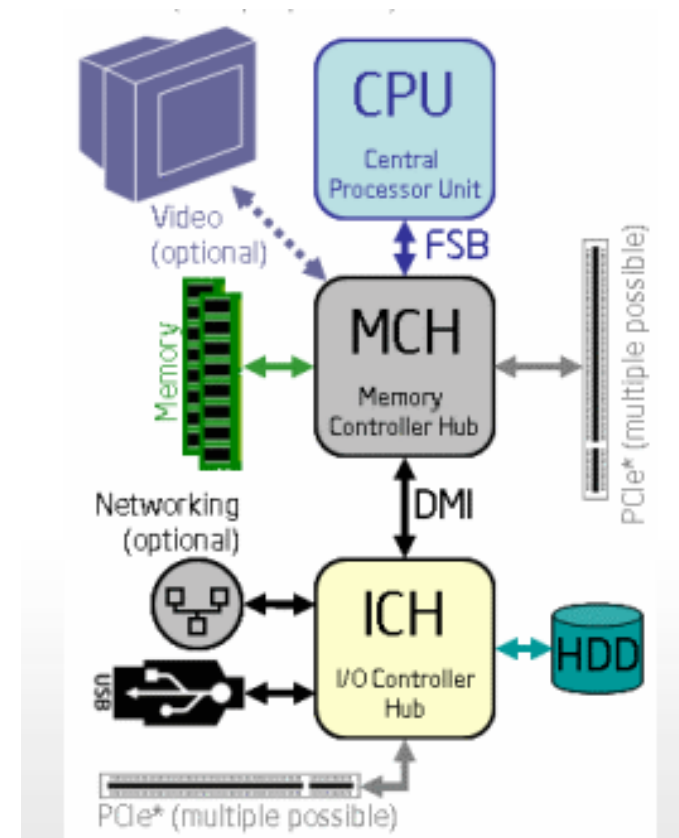 CPU
Central
Processor Unit
Video
(optional)
FSB
MCH
Memory
Controller Hub
Memory
PCIe* (multiple possible)
DMI
Networking
(optional)
ICH
I/O Controller
Hub
HDD
USB
PCIe* (multiple possible)